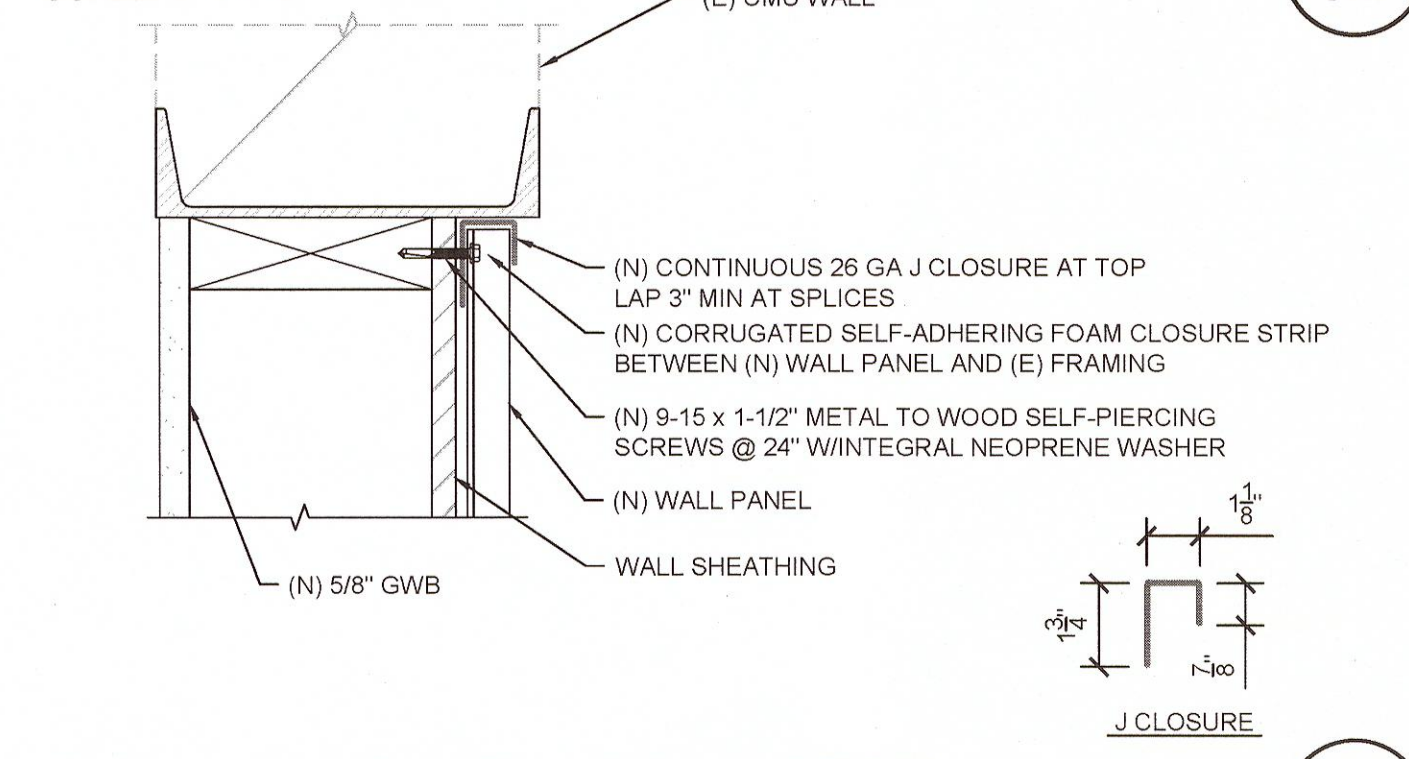 (E) CMU WALL
(N) CONTINUOUS 26 GA J CLOSURE AT TOP
LAP 3" MIN AT SPLICES
(N) CORRUGATED SELF-ADHERING FOAM CLOSURE STRIP
BETWEEN (N) WALL PANEL AND (E) FRAMING
(N) 9-15 x 1-1/2" METAL TO WOOD SELF-PIERCING
SCREWS @ 24" W/INTEGRAL NEOPRENE WASHER
(N) WALL PANEL
WALL SHEATHING
(N) 5/8" GWB
1 1/8"
1 3/4"
7/8"
J CLOSURE